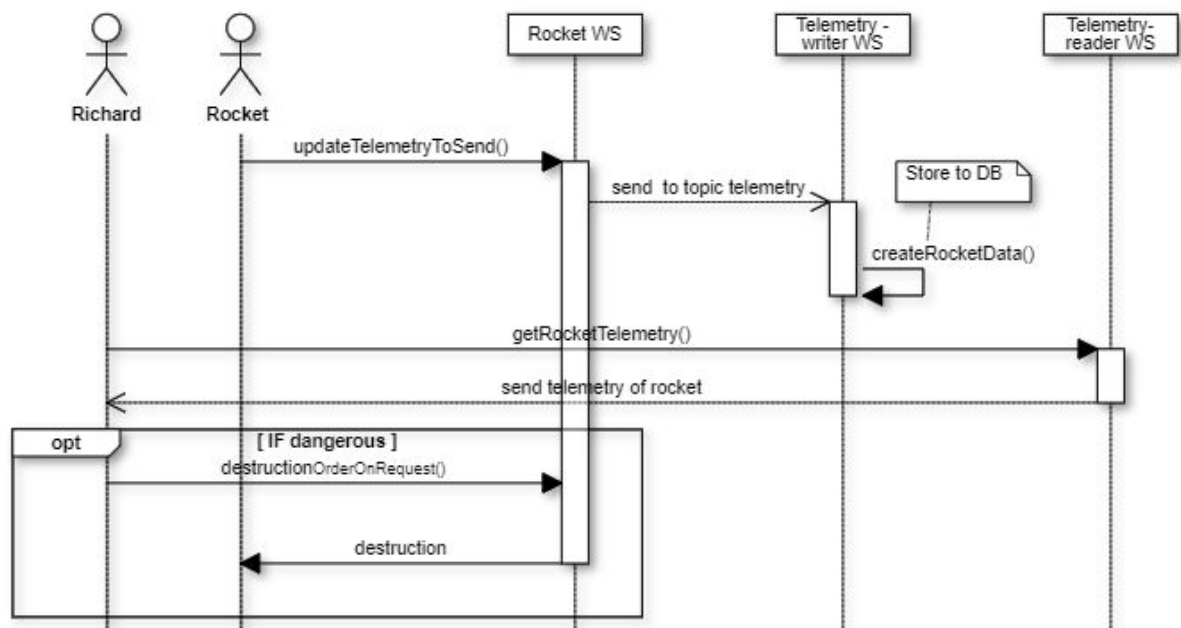 Rocket WS
Telemetry -
writer WS
Telemetry-
reader WS
Richard
Rocket
updateTelemetryToSend()
send to topic telemetry
Store to DB
createRocketData()
getRocketTelemetry()
send telemetry of rocket
opt
[ IF dangerous ]
destructionOrderOnRequest()
destruction